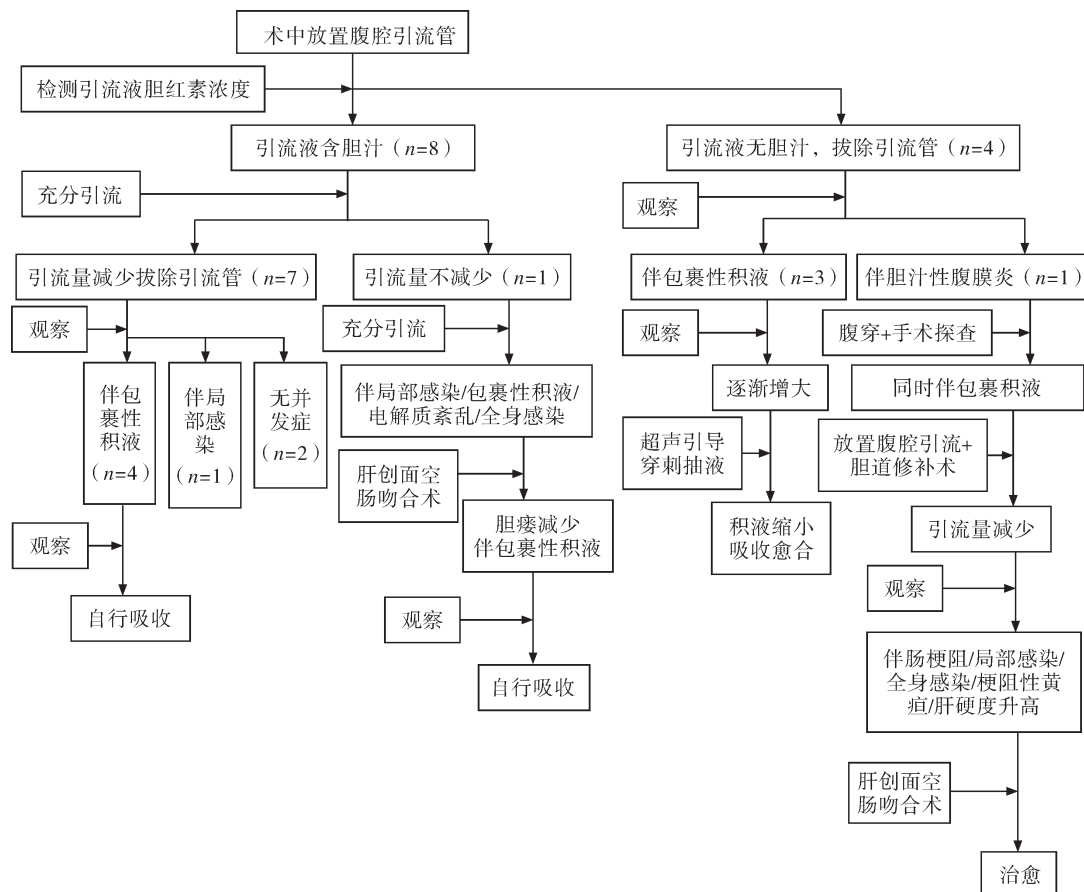 术中放置腹腔引流管
检测引流液胆红素浓度
引流液含胆汁（n=8）
引流液无胆汁，拔除引流管（n=4）
充分引流
观察
引流量减少拔除引流管（n=7）
引流量不减少（n=1）
伴包裹性积液（n=3）
伴胆汁性腹膜炎（n=1）
观察
充分引流
观察
腹穿+手术探查
伴包
裹性
积液
（n=4）
伴局
部感
染
（n=1）
无并
发症
（n=2）
伴局部感染/包裹性积液/
电解质紊乱/全身感染
逐渐增大
同时伴包裹积液
肝创面空
肠吻合术
超声引导
穿刺抽液
放置腹腔引流+
胆道修补术
观察
胆瘘减少
伴包裹性积液
积液缩小
吸收愈合
引流量减少
自行吸收
观察
观察
自行吸收
伴肠梗阻/局部感染/
全身感染/梗阻性黄
疸/肝硬度升高
肝创面空
肠吻合术
治愈